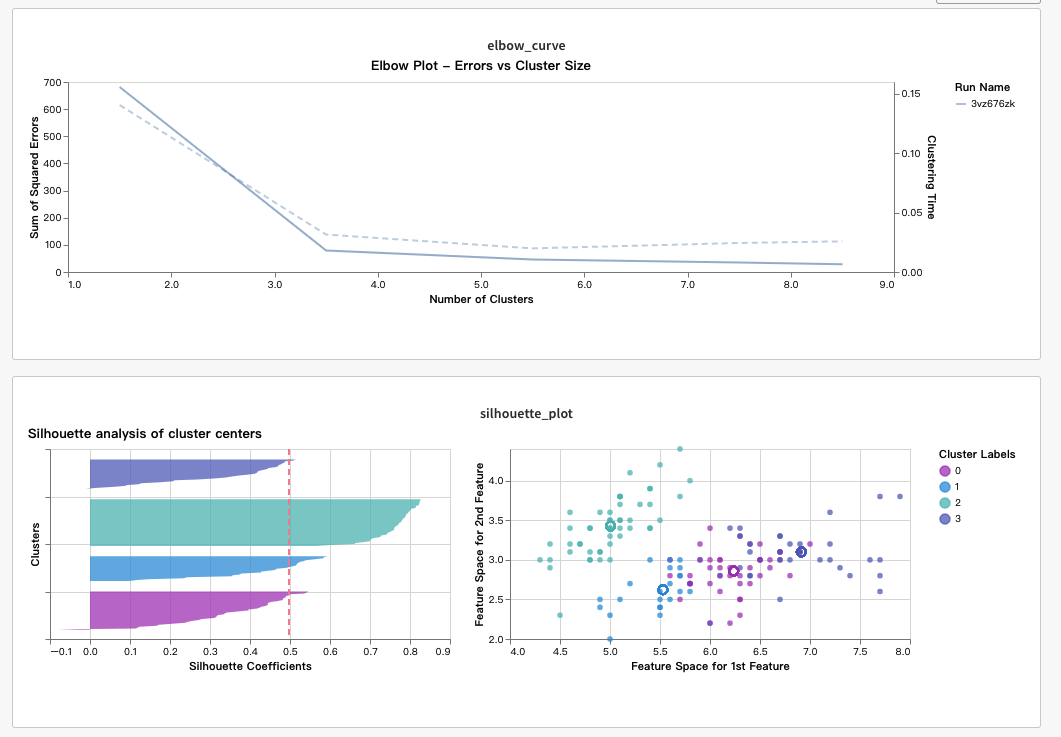 elbow_curve
Elbow Plot – Errors vs Cluster Size
700
600
500
400
300
200
100
0
Sum of Squared Errors
1.0 2.0 3.0 4.0 5.0 6.0 7.0 8.0 9.0
Number of Clusters
0.15
0.10
0.05
0.00
Clustering Time
Run Name
3vz676zk
silhouette_plot
Silhouette analysis of cluster centers
Clusters
−0.1 0.0 0.1 0.2 0.3 0.4 0.5 0.6 0.7 0.8 0.9
Silhouette Coefficients
4.0
3.5
3.0
2.5
2.0
Feature Space for 2nd Feature
4.0 4.5 5.0 5.5 6.0 6.5 7.0 7.5 8.0
Feature Space for 1st Feature
Cluster Labels
0
1
2
3